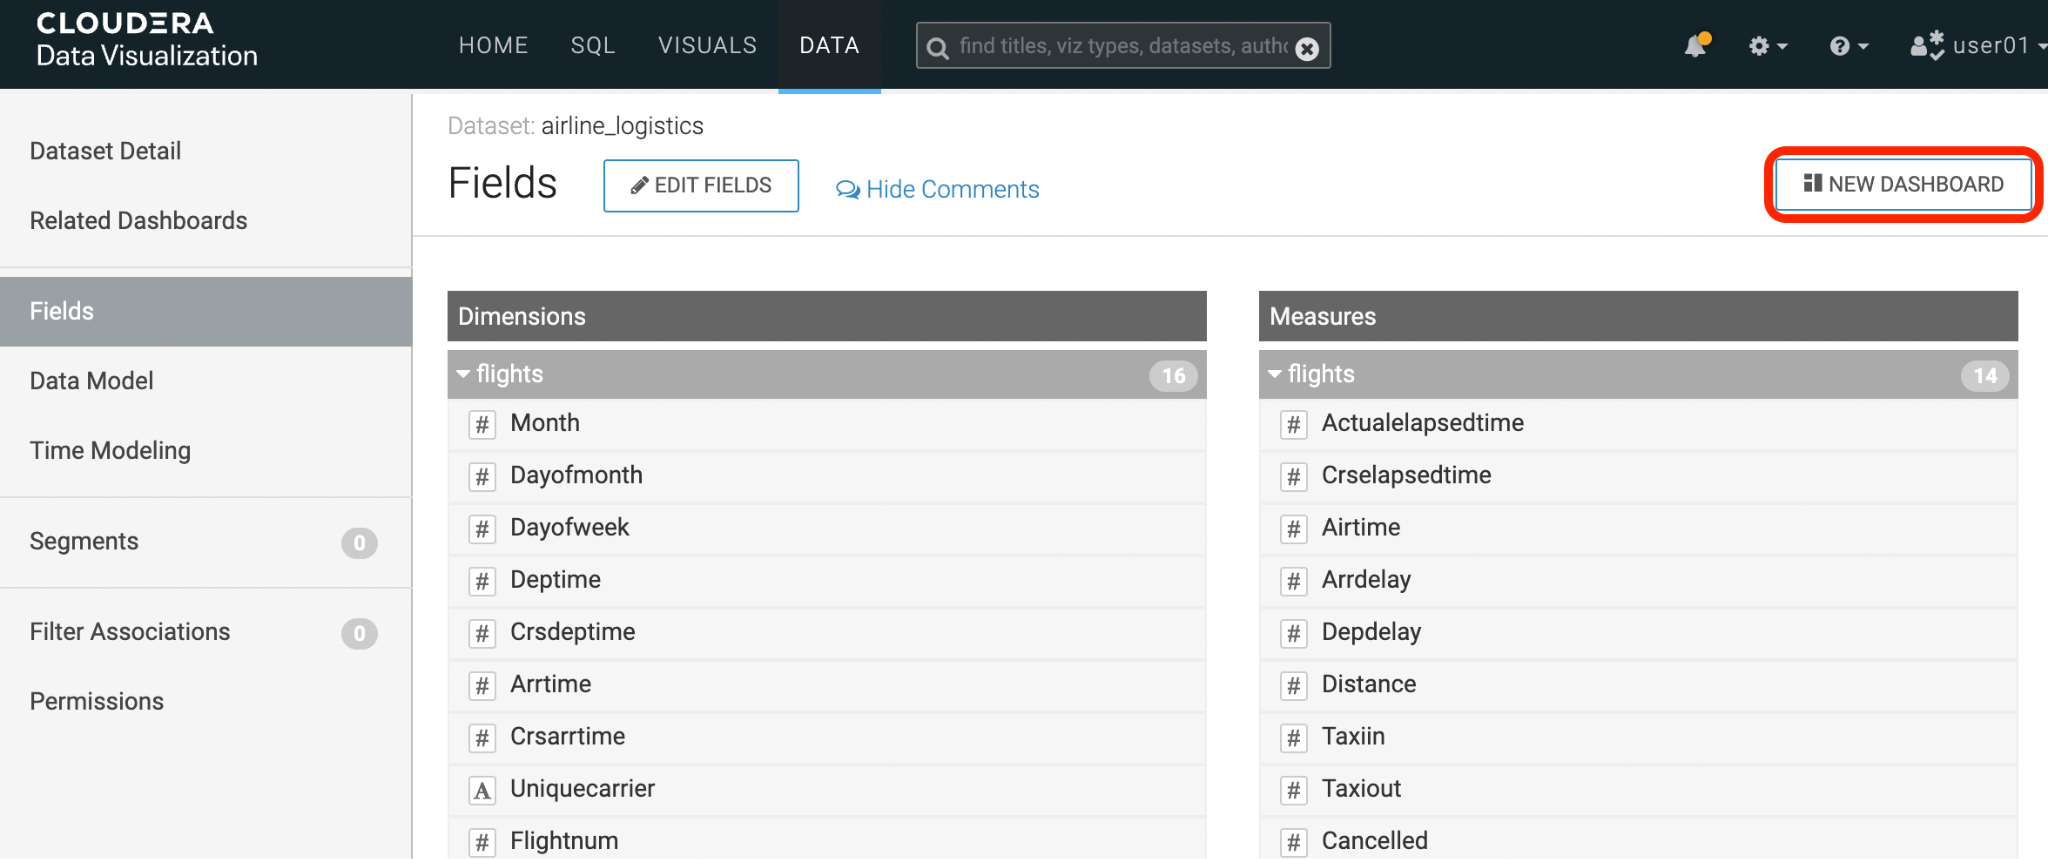 CLOUDERA
Data Visualization
HOME
SQL
VISUALS
DATA
find titles, viz types, datasets, autho
user01
Dataset Detail
Related Dashboards
Fields
Data Model
Time Modeling
Segments
0
Filter Associations
0
Permissions
Dataset: airline_logistics
Fields
EDIT FIELDS
Hide Comments
NEW DASHBOARD
Dimensions
flights
16
# Month
# Dayofmonth
# Dayofweek
# Deptime
# Crsdeptime
# Arrtime
# Crsarrtime
A Uniquecarrier
# Flightnum
Measures
flights
14
# Actualelapsedtime
# Crselapsedtime
# Airtime
# Arrdelay
# Depdelay
# Distance
# Taxiin
# Taxiout
# Cancelled